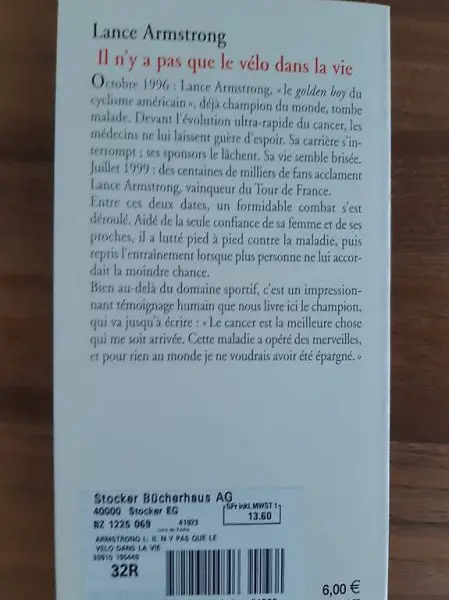 Lance Armstrong
Il n'y a pas que le vélo dans la vie
Octobre 1996 : Lance Armstrong, « le golden boy du
cyclisme américain », déjà champion du monde, tombe
malade. Devant l'évolution ultra-rapide du cancer, les
médecins ne lui laissent guère d'espoir. Sa carrière s'in-
terrompt ; ses sponsors le lâchent. Sa vie semble brisée.
Juillet 1999 : des centaines de milliers de fans acclament
Lance Armstrong, vainqueur du Tour de France.
Entre ces deux dates, un formidable combat s'est
déroulé. Aidé de la seule confiance de sa femme et de ses
proches, il a lutté pied à pied contre la maladie, puis
repris l'entraînement lorsque plus personne ne lui accor-
dait la moindre chance.
Bien au-delà du domaine sportif, c'est un impression-
nant témoignage humain que nous livre ici le champion,
qui va jusqu'à écrire : « Le cancer est la meilleure chose
qui me soit arrivée. Cette maladie a opéré des merveilles,
et pour rien au monde je ne voudrais avoir été épargné. »
Stocker Bücherhaus AG
40000 Stocker EG
SFr inkl. MWST 1
BZ 1225 069 41923 13.60
ARMSTRONG L: IL N Y PAS QUE LE
VELO DANS LA VIE
32R
6,00 €